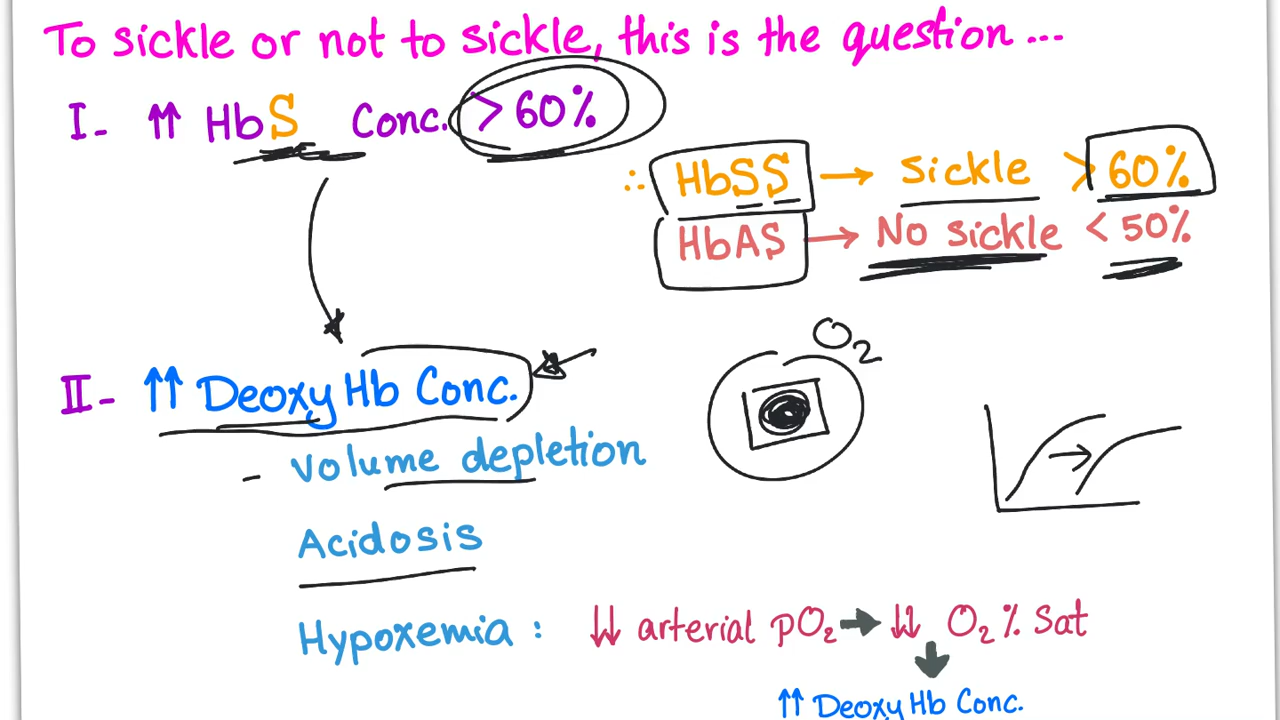 To sickle or not to sickle, this is the question ...
I- ↑↑ HbS Conc. > 60%
∴ HbSS → Sickle > 60%
HbAS → No sickle < 50%
O2
II- ↑↑ Deoxy Hb Conc.
- Volume depletion
Acidosis
Hypoxemia : ↓↓ arterial pO2 → ↓↓ O2 % Sat
↓
↑↑ Deoxy Hb Conc.